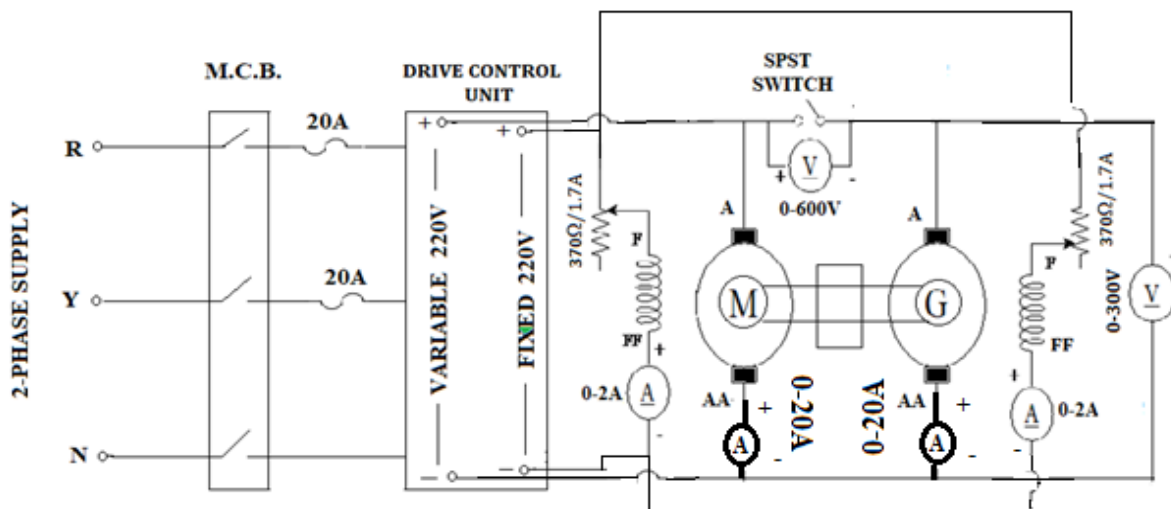 M.C.B.
DRIVE CONTROL
UNIT
SPST
SWITCH
2-PHASE SUPPLY
R
Y
N
20A
20A
+
+
VARIABLE 220V
FIXED 220V
−
−
370Ω/1.7A
F
FF
+
0-2A
A
-
+
V
-
0-600V
A
M
AA
+
A
-
0-20A
A
G
AA
+
A
-
0-20A
370Ω/1.7A
F
FF
+
A
0-2A
-
0-300V
V